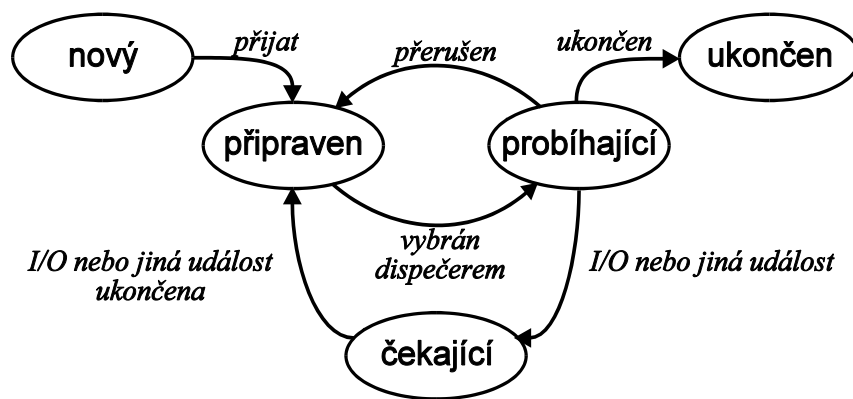 nový
přijat
přerušen
ukončen
ukončen
připraven
probíhající
vybrán
dispečerem
I/O nebo jiná událost
ukončena
I/O nebo jiná událost
čekající